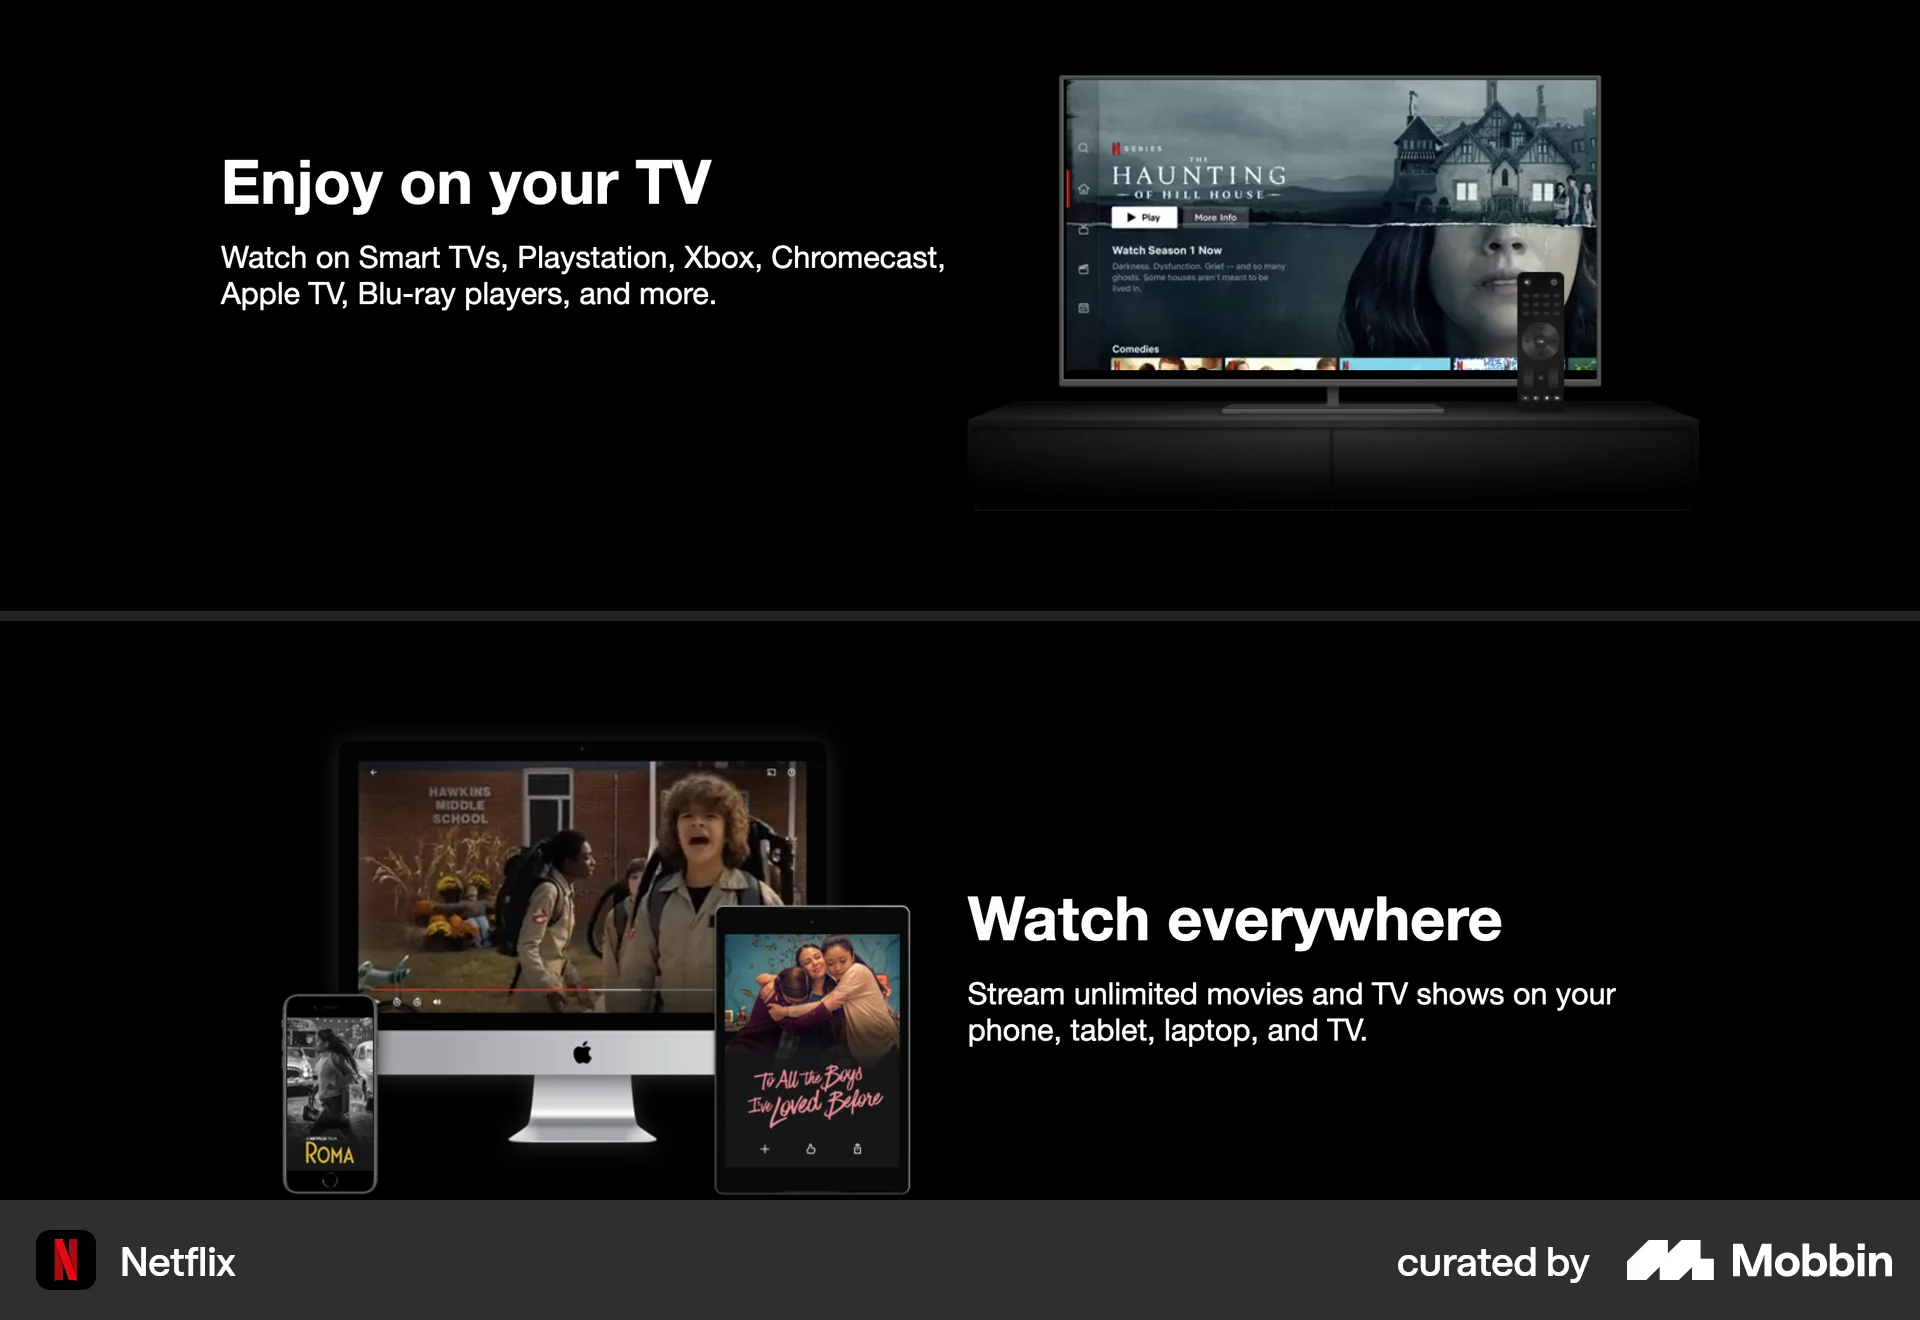 Enjoy on your TV
Watch on Smart TVs, Playstation, Xbox, Chromecast,
Apple TV, Blu-ray players, and more.
N SERIES
THE
HAUNTING
OF HILL HOUSE
Play
More Info
Watch Season 1 Now
Darkness. Dysfunction. Grief -- and so many
ghosts. Some houses aren't meant to be
lived in.
Comedies
HAWKINS
MIDDLE
SCHOOL
A NETFLIX FILM
ROMA
To All the Boys
I've Loved Before
Watch everywhere
Stream unlimited movies and TV shows on your
phone, tablet, laptop, and TV.
N
Netflix
curated by
Mobbin